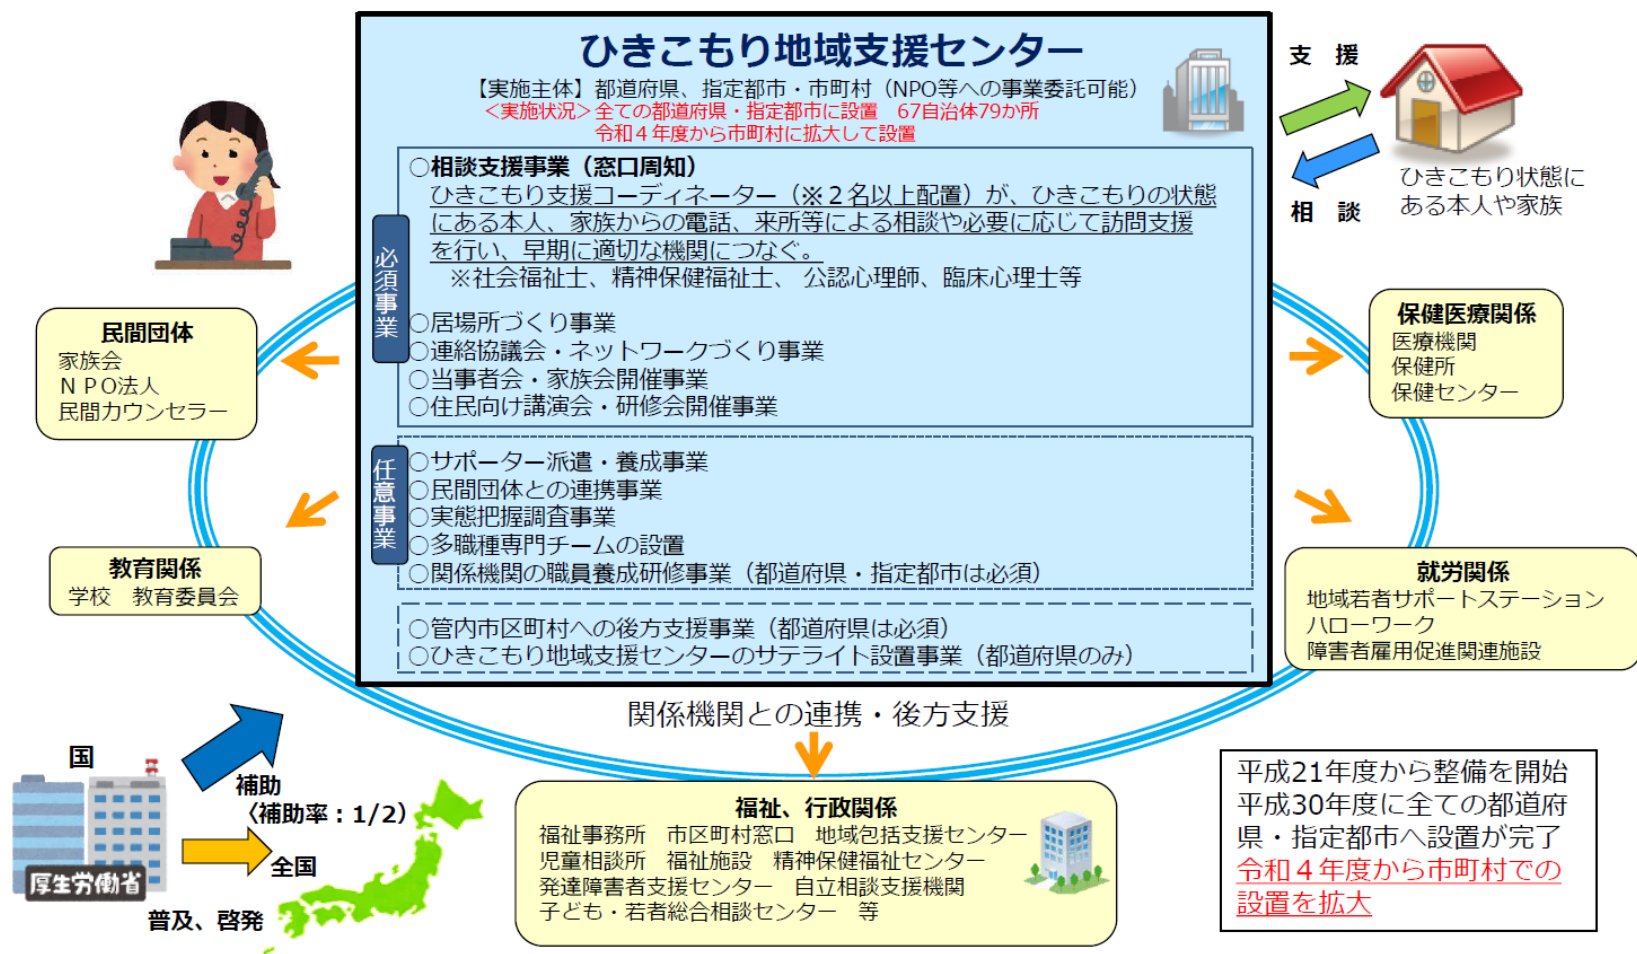 ひきこもり地域支援センター
【実施主体】都道府県、指定都市・市町村（NPO等への事業委託可能）
＜実施状況＞全ての都道府県・指定都市に設置　67自治体79か所
令和４年度から市町村に拡大して設置
必須事業
○相談支援事業（窓口周知）
ひきこもり支援コーディネーター（※２名以上配置）が、ひきこもりの状態
にある本人、家族からの電話、来所等による相談や必要に応じて訪問支援
を行い、早期に適切な機関につなぐ。
※社会福祉士、精神保健福祉士、 公認心理師、臨床心理士等
○居場所づくり事業
○連絡協議会・ネットワークづくり事業
○当事者会・家族会開催事業
○住民向け講演会・研修会開催事業
任意事業
○サポーター派遣・養成事業
○民間団体との連携事業
○実態把握調査事業
○多職種専門チームの設置
○関係機関の職員養成研修事業（都道府県・指定都市は必須）
○管内市区町村への後方支援事業（都道府県は必須）
○ひきこもり地域支援センターのサテライト設置事業（都道府県のみ）
支　援
相　談
ひきこもり状態に
ある本人や家族
民間団体
家族会
ＮＰＯ法人
民間カウンセラー
保健医療関係
医療機関
保健所
保健センター
教育関係
学校　教育委員会
就労関係
地域若者サポートステーション
ハローワーク
障害者雇用促進関連施設
関係機関との連携・後方支援
国
厚生労働省
補助
〈補助率：1/2〉
全国
普及、啓発
福祉、行政関係
福祉事務所　市区町村窓口　地域包括支援センター
児童相談所　福祉施設　精神保健福祉センター
発達障害者支援センター　自立相談支援機関
子ども・若者総合相談センター　等
平成21年度から整備を開始
平成30年度に全ての都道府
県・指定都市へ設置が完了
令和４年度から市町村での
設置を拡大